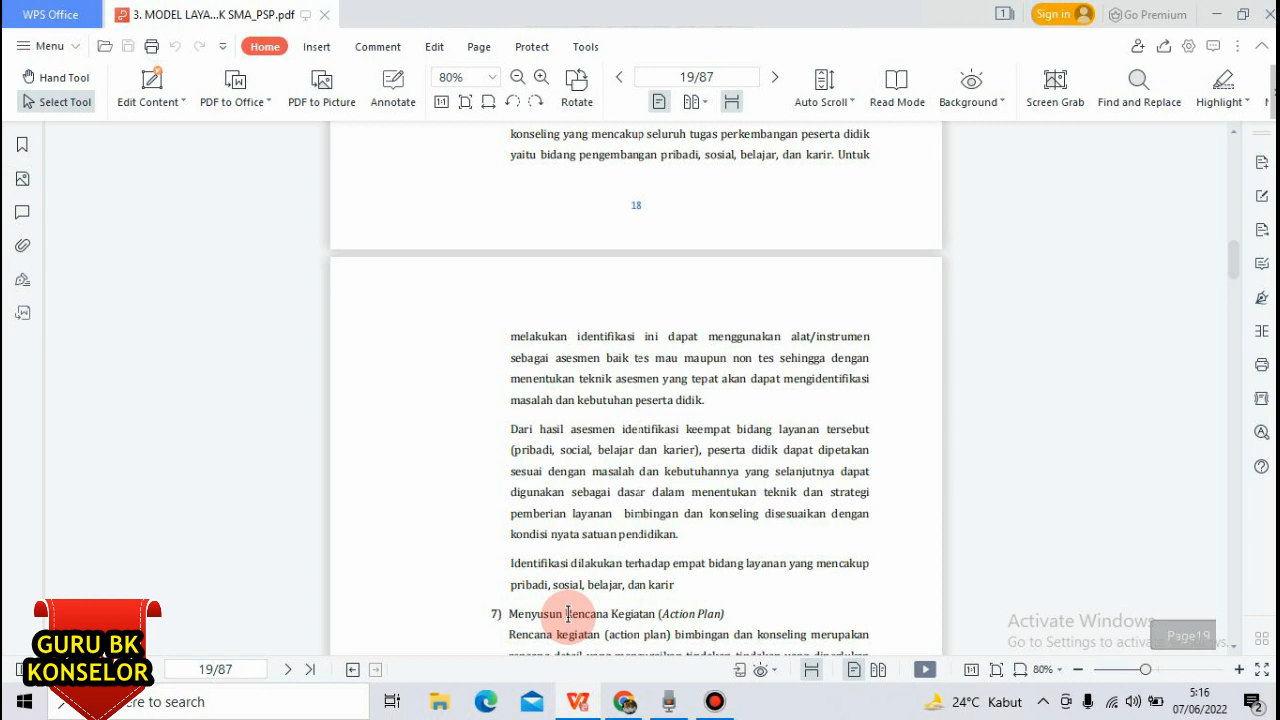 WPS Office
3. MODEL LAYA...K SMA_PSP.pdf
1
Sign in
Go Premium
Menu
Home
Insert
Comment
Edit
Page
Protect
Tools
Hand Tool
Select Tool
Edit Content
PDF to Office
PDF to Picture
Annotate
80%
Rotate
19/87
Auto Scroll
Read Mode
Background
Screen Grab
Find and Replace
Highlight
konseling yang mencakup seluruh tugas perkembangan peserta didik
yaitu bidang pengembangan pribadi, sosial, belajar, dan karir. Untuk
18
melakukan identifikasi ini dapat menggunakan alat/instrumen
sebagai asesmen baik tes mau maupun non tes sehingga dengan
menentukan teknik asesmen yang tepat akan dapat mengidentifikasi
masalah dan kebutuhan peserta didik.
Dari hasil asesmen identifikasi keempat bidang layanan tersebut
(pribadi, social, belajar dan karier), peserta didik dapat dipetakan
sesuai dengan masalah dan kebutuhannya yang selanjutnya dapat
digunakan sebagai dasar dalam menentukan teknik dan strategi
pemberian layanan bimbingan dan konseling disesuaikan dengan
kondisi nyata satuan pendidikan.
Identifikasi dilakukan terhadap empat bidang layanan yang mencakup
pribadi, sosial, belajar, dan karir
7) Menyusun Rencana Kegiatan (Action Plan)
Rencana kegiatan (action plan) bimbingan dan konseling merupakan
Activate Windows
Go to Settings to activa
Page19
GURU BK
KONSELOR
19/87
80%
ere to search
24°C Kabut
5:16
07/06/2022
2